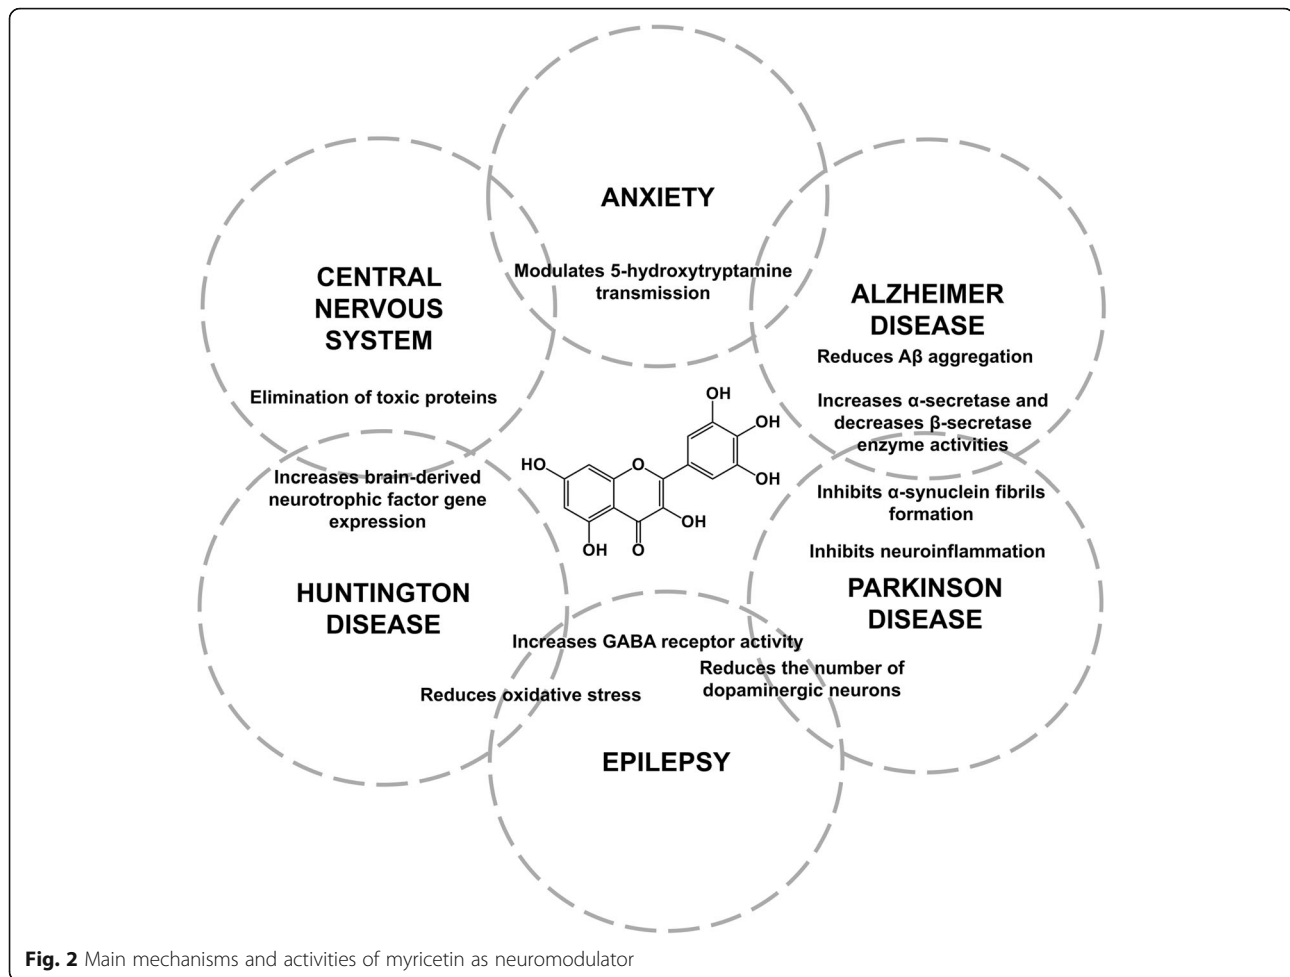 ANXIETY
Modulates 5-hydroxytryptamine
transmission
CENTRAL
NERVOUS
SYSTEM
Elimination of toxic proteins
ALZHEIMER
DISEASE
Reduces Aβ aggregation
Increases α-secretase and
decreases β-secretase
enzyme activities
OH
OH
OH
HO
O
OH
OH
O
Increases brain-derived
neurotrophic factor gene
expression
HUNTINGTON
DISEASE
Inhibits α-synuclein fibrils
formation
Inhibits neuroinflammation
PARKINSON
DISEASE
Increases GABA receptor activity
Reduces the number of
dopaminergic neurons
Reduces oxidative stress
EPILEPSY
Fig. 2 Main mechanisms and activities of myricetin as neuromodulator